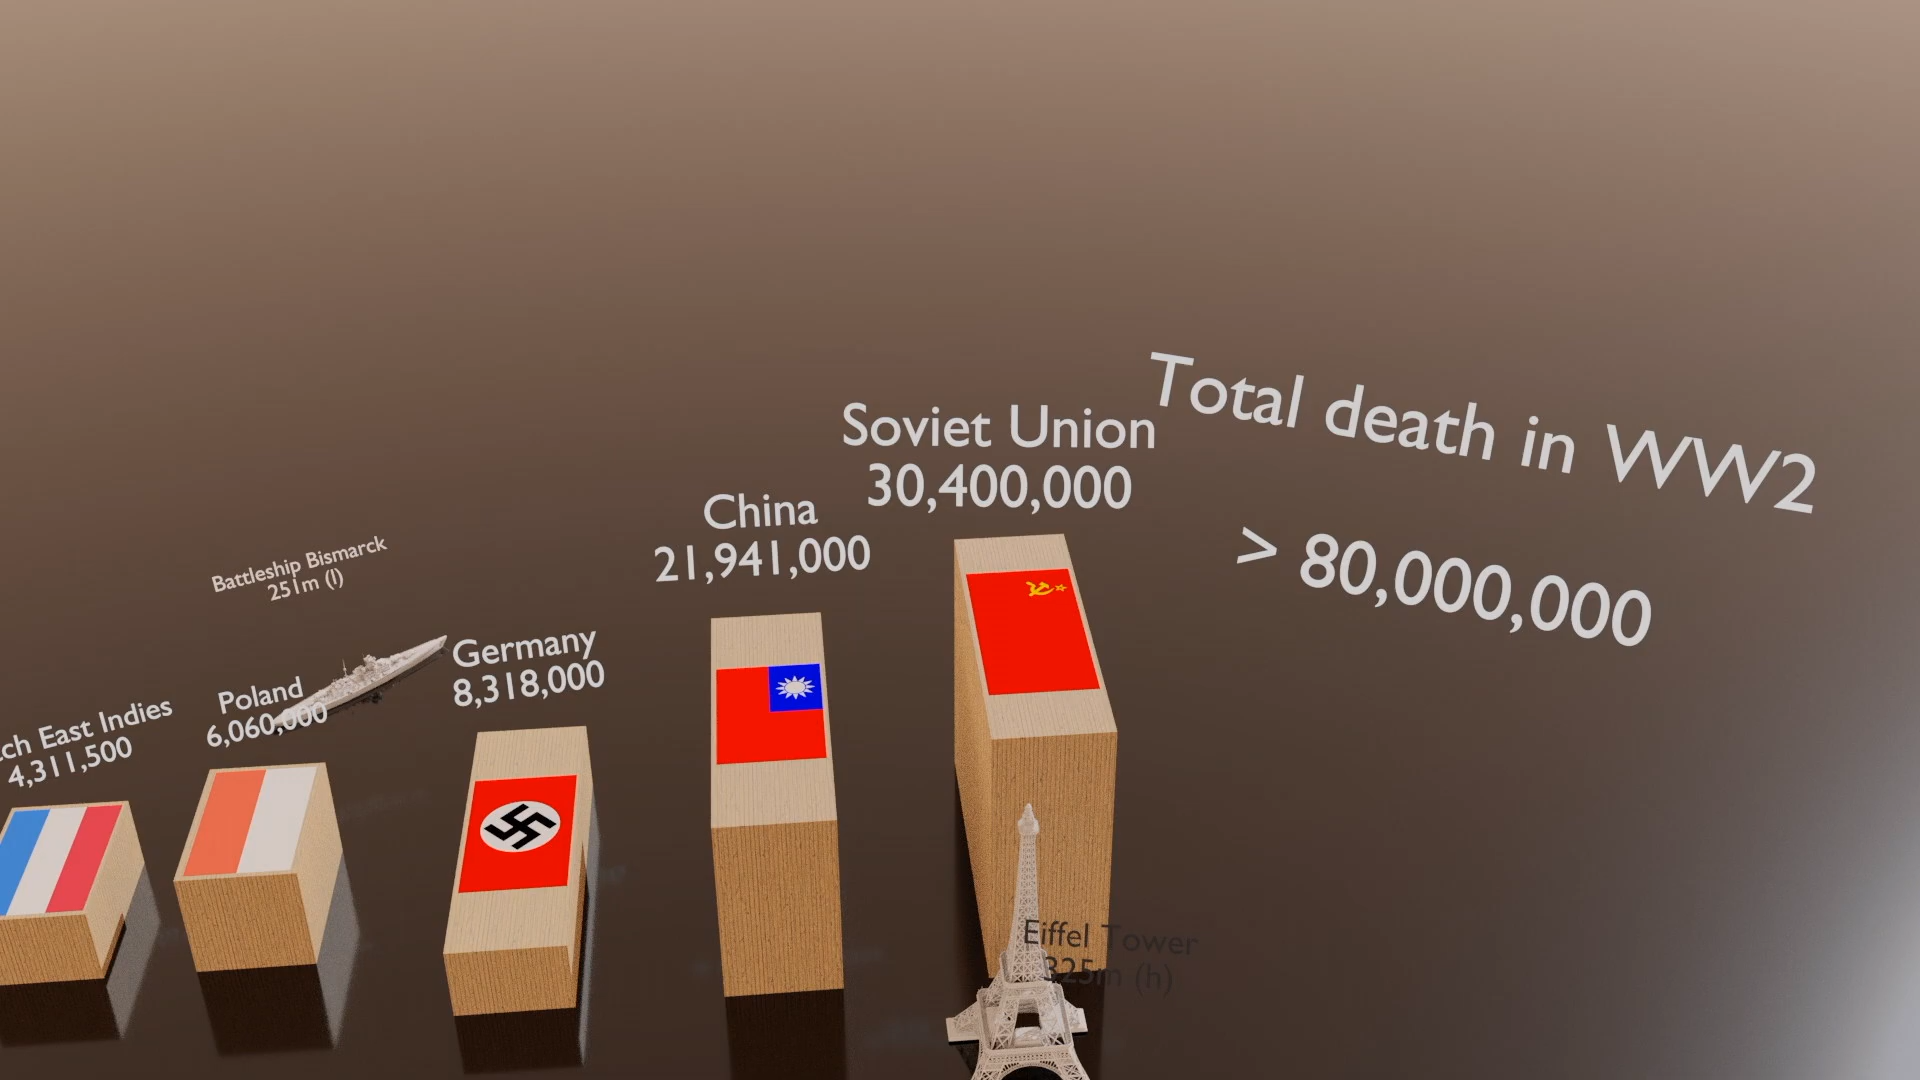 ch East Indies
4,311,500
Poland
6,060,000
Battleship Bismarck
251m (l)
Germany
8,318,000
China
21,941,000
Soviet Union
30,400,000
Total death in WW2
> 80,000,000
Eiffel Tower
325m (h)